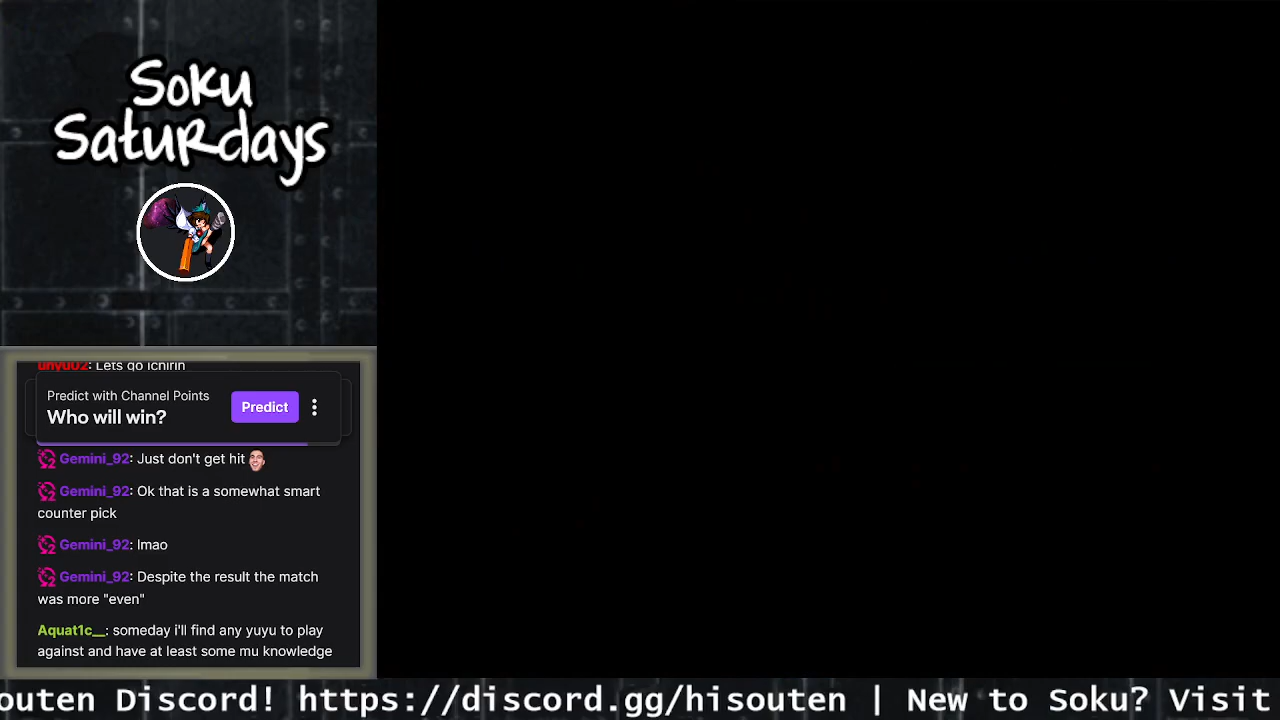 Soku
Saturdays
unyu02: Lets go ichirin
Predict with Channel Points
Who will win?
Predict
Gemini_92: Just don't get hit
Gemini_92: Ok that is a somewhat smart
counter pick
Gemini_92: lmao
Gemini_92: Despite the result the match
was more "even"
Aquat1c__: someday i'll find any yuyu to play
against and have at least some mu knowledge
outen Discord! https://discord.gg/hisouten | New to Soku? Visit